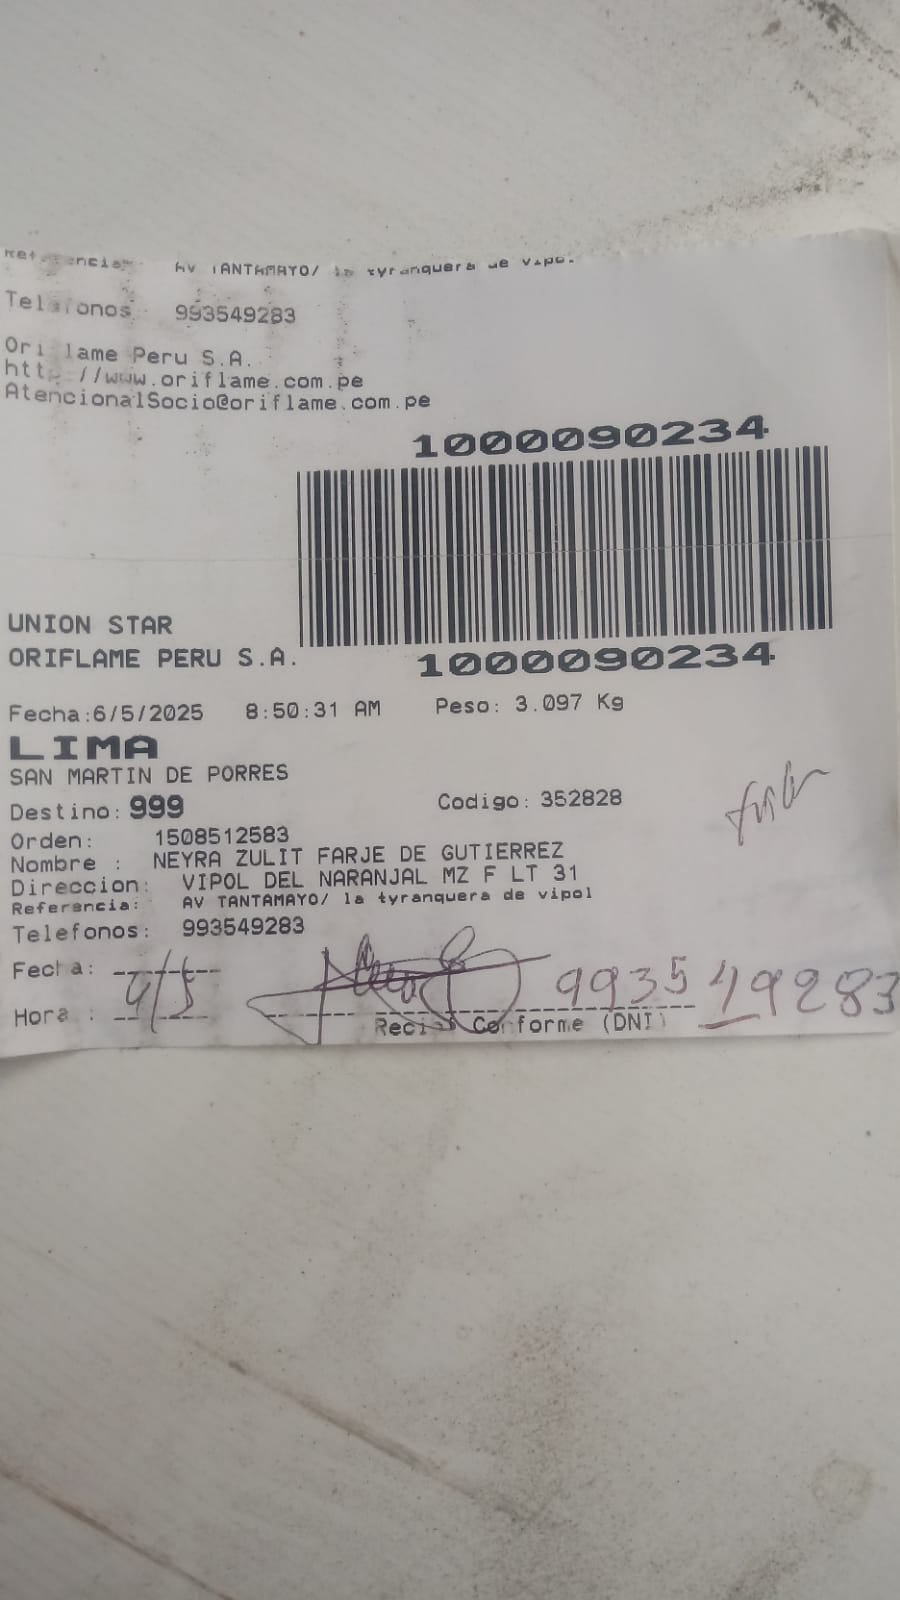 Referencia: AV TANTAMAYO/ la tyranquera de vipol
Telefonos 993549283
Oriflame Peru S.A.
http://www.oriflame.com.pe
AtencionalSocio@oriflame.com.pe
1000090234
UNION STAR
ORIFLAME PERU S.A.
1000090234
Fecha:6/5/2025 8:50:31 AM Peso: 3.097 Kg
LIMA
SAN MARTIN DE PORRES
Destino: 999 Codigo: 352828
Orden: 1508512583
Nombre : NEYRA ZULIT FARJE DE GUTIERREZ
Direccion: VIPOL DEL NARANJAL MZ F LT 31
Referencia: AV TANTAMAYO/ la tyranquera de vipol
Telefonos: 993549283
Fecha:
993549283
Hora :
Recibi Conforme (DNI)